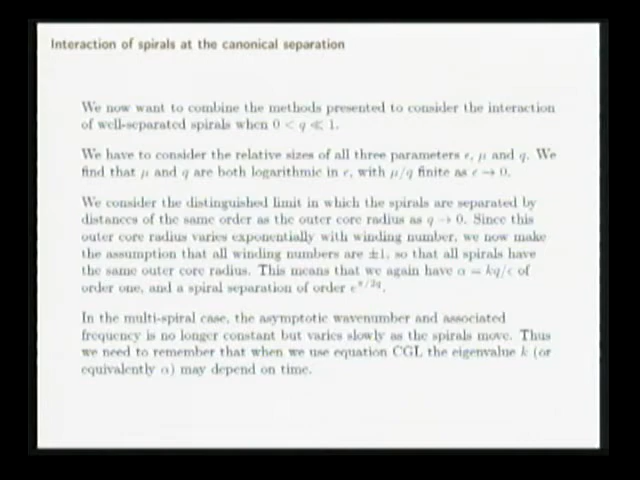 Interaction of spirals at the canonical separation
We now want to combine the methods presented to consider the interaction
of well-separated spirals when 0 < q ≪ 1.
We have to consider the relative sizes of all three parameters ϵ, μ and q. We
find that μ and q are both logarithmic in ϵ, with μ/q finite as ϵ → 0.
We consider the distinguished limit in which the spirals are separated by
distances of the same order as the outer core radius as q → 0. Since this
outer core radius varies exponentially with winding number, we now make
the assumption that all winding numbers are ±1, so that all spirals have
the same outer core radius. This means that we again have α = kq/ϵ of
order one, and a spiral separation of order e^{π/2q}.
In the multi-spiral case, the asymptotic wavenumber and associated
frequency is no longer constant but varies slowly as the spirals move. Thus
we need to remember that when we use equation CGL the eigenvalue k (or
equivalently α) may depend on time.